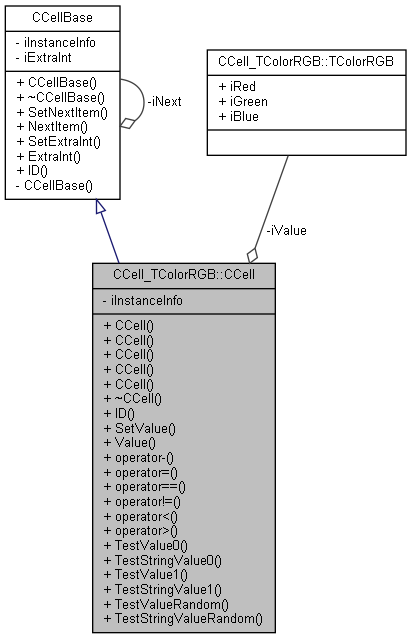 CCellBase
- iInstanceInfo
- iExtraInt
+ CCellBase()
+ ~CCellBase()
+ SetNextItem()
+ NextItem()
+ SetExtraInt()
+ ExtraInt()
+ ID()
- CCellBase()
-iNext
CCell_TColorRGB::TColorRGB
+ iRed
+ iGreen
+ iBlue
-iValue
CCell_TColorRGB::CCell
- iInstanceInfo
+ CCell()
+ CCell()
+ CCell()
+ CCell()
+ CCell()
+ ~CCell()
+ ID()
+ SetValue()
+ Value()
+ operator-()
+ operator=()
+ operator==()
+ operator!=()
+ operator<()
+ operator>()
+ TestValue0()
+ TestStringValue0()
+ TestValue1()
+ TestStringValue1()
+ TestValueRandom()
+ TestStringValueRandom()